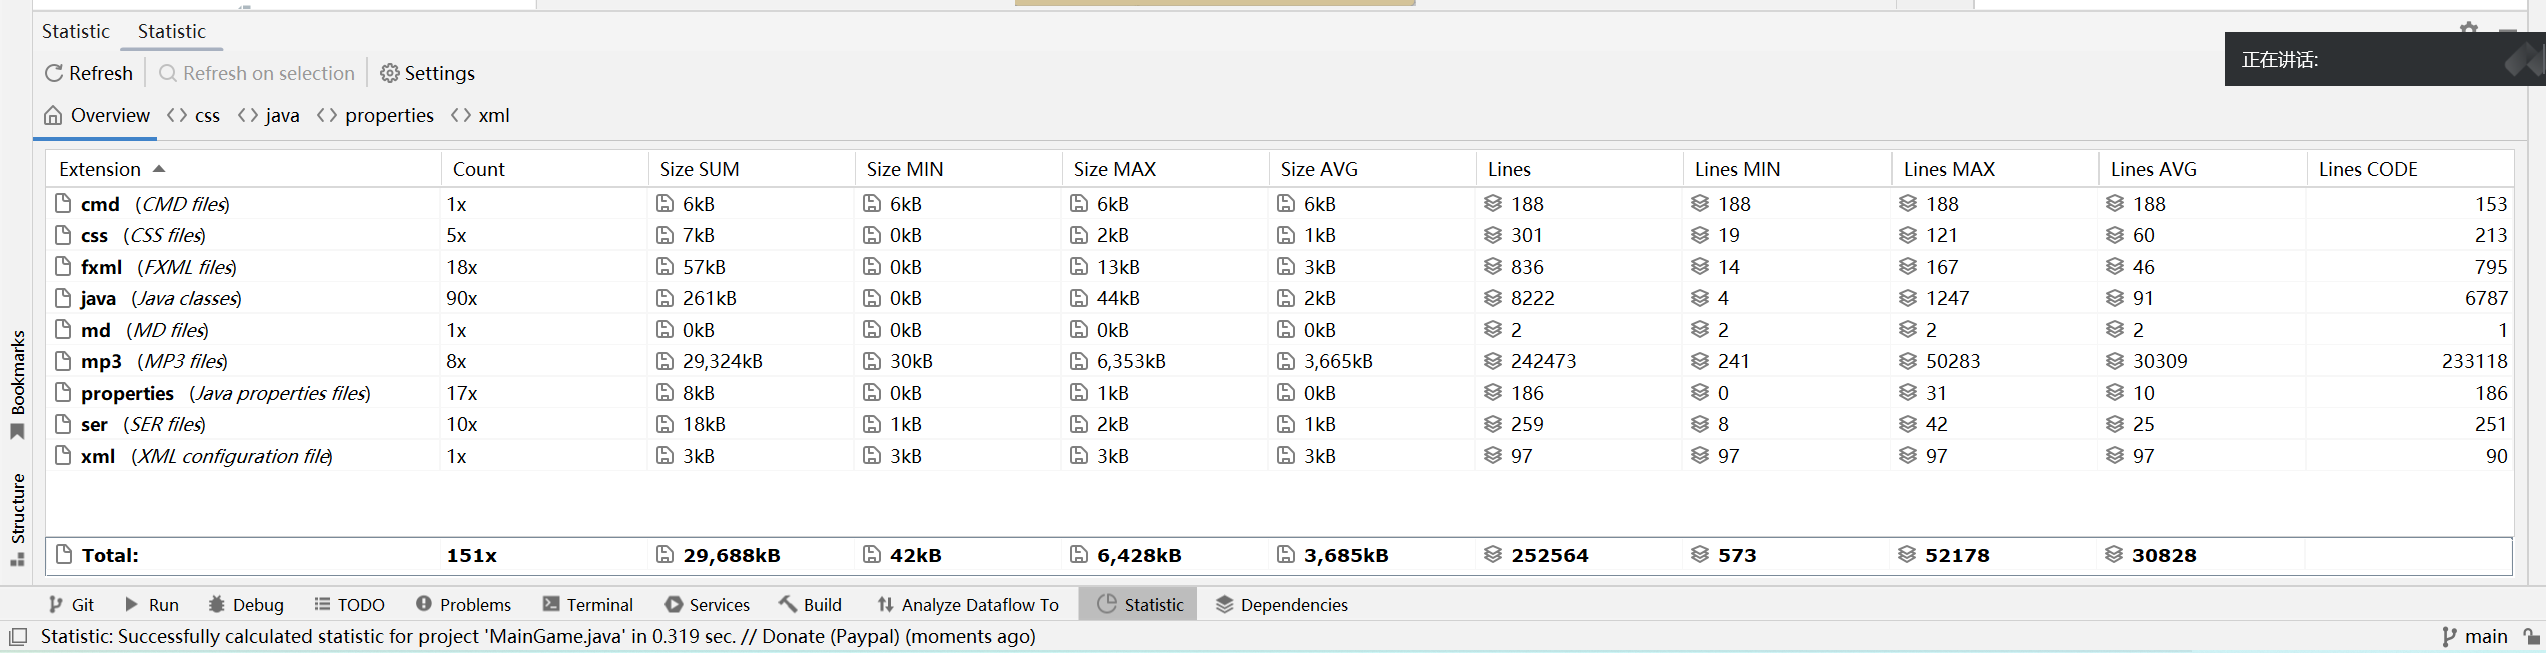 Statistic Statistic
正在讲话:
Refresh Refresh on selection Settings
Overview css java properties xml
Extension Count Size SUM Size MIN Size MAX Size AVG Lines Lines MIN Lines MAX Lines AVG Lines CODE
cmd (CMD files) 1x 6kB 6kB 6kB 6kB 188 188 188 188 153
css (CSS files) 5x 7kB 0kB 2kB 1kB 301 19 121 60 213
fxml (FXML files) 18x 57kB 0kB 13kB 3kB 836 14 167 46 795
java (Java classes) 90x 261kB 0kB 44kB 2kB 8222 4 1247 91 6787
md (MD files) 1x 0kB 0kB 0kB 0kB 2 2 2 2 1
mp3 (MP3 files) 8x 29,324kB 30kB 6,353kB 3,665kB 242473 241 50283 30309 233118
properties (Java properties files) 17x 8kB 0kB 1kB 0kB 186 0 31 10 186
ser (SER files) 10x 18kB 1kB 2kB 1kB 259 8 42 25 251
xml (XML configuration file) 1x 3kB 3kB 3kB 3kB 97 97 97 97 90
Total: 151x 29,688kB 42kB 6,428kB 3,685kB 252564 573 52178 30828
Bookmarks
Structure
Git Run Debug TODO Problems Terminal Services Build Analyze Dataflow To Statistic Dependencies
Statistic: Successfully calculated statistic for project 'MainGame.java' in 0.319 sec. // Donate (Paypal) (moments ago) main